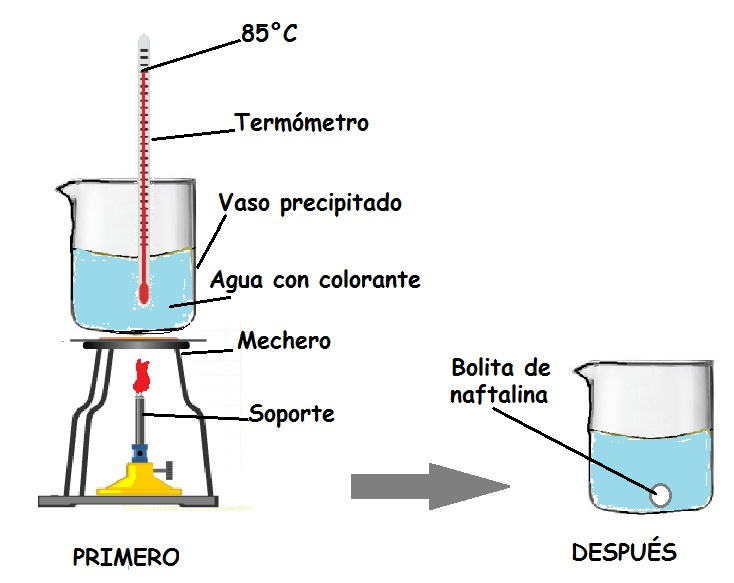 85°C
Termómetro
Vaso precipitado
Agua con colorante
Mechero
Soporte
Bolita de
naftalina
PRIMERO
DESPUÉS